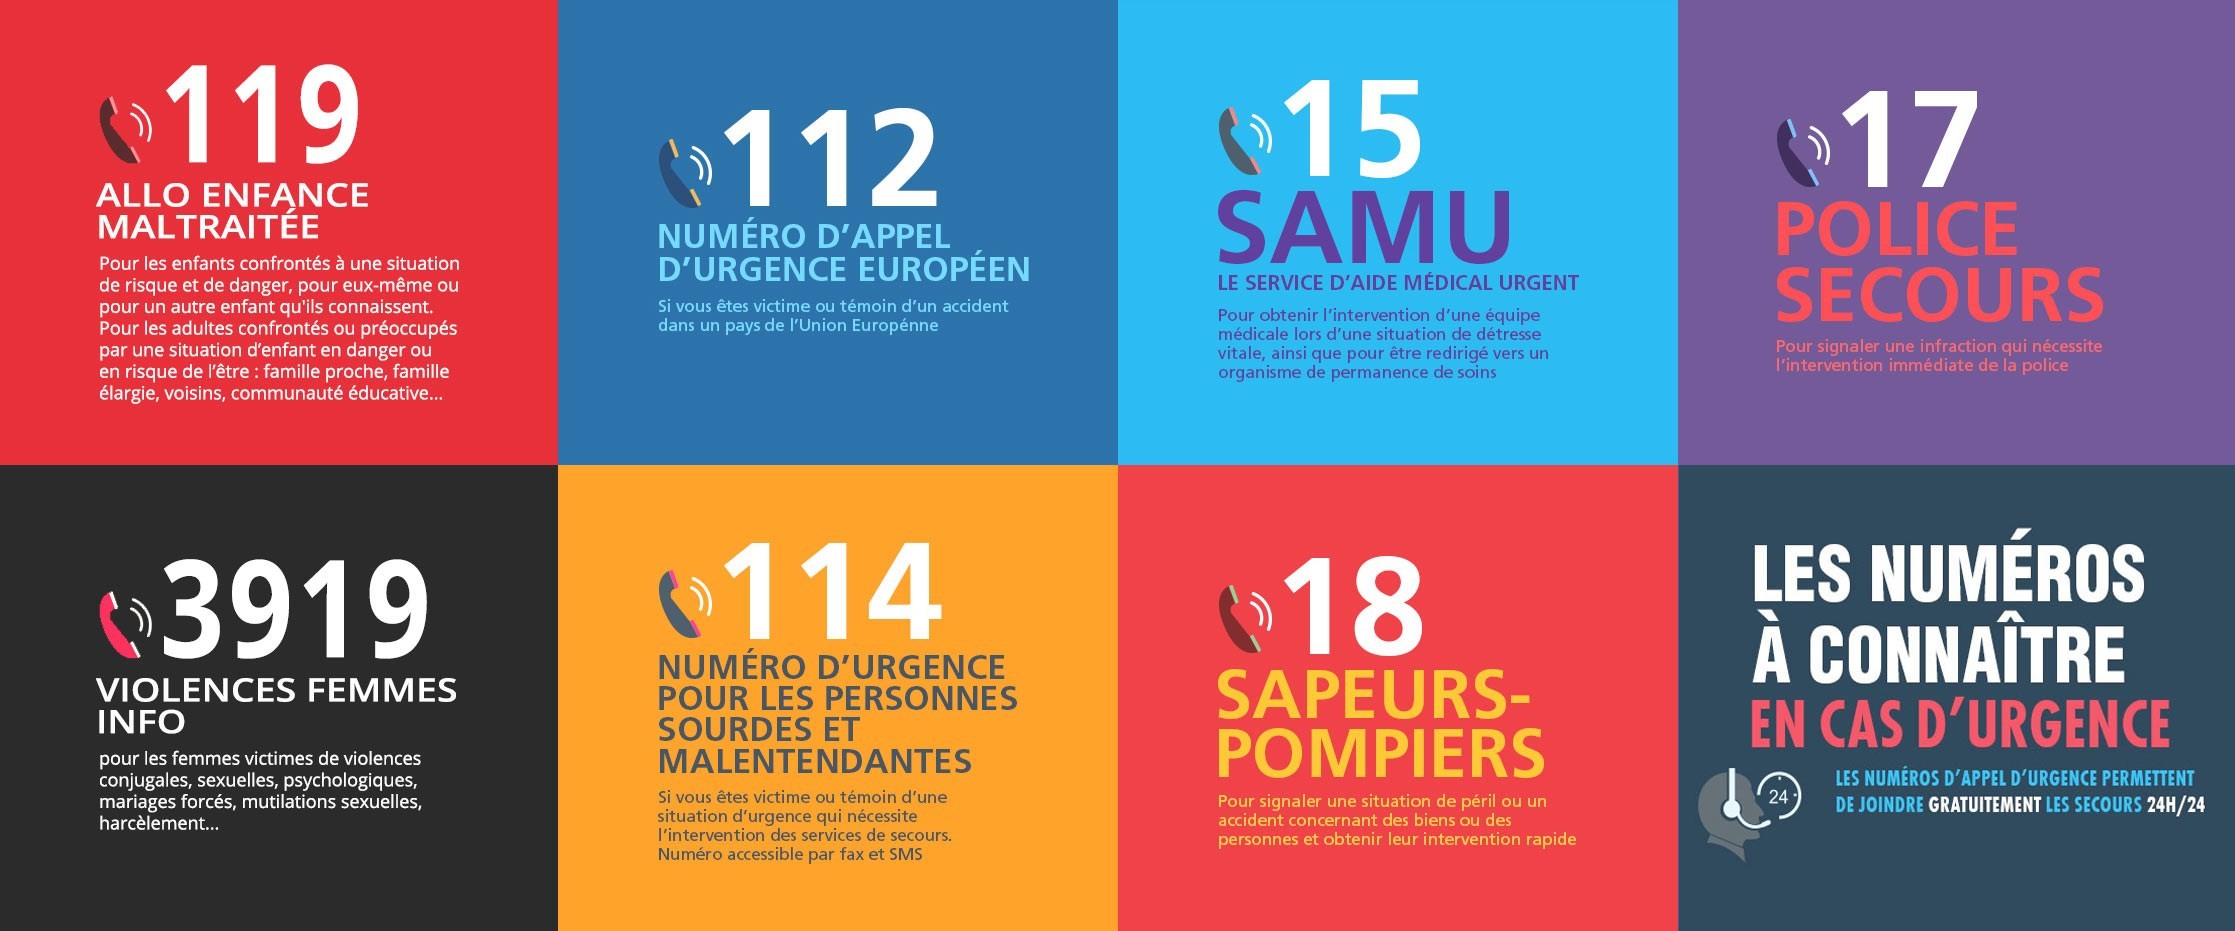 119
ALLO ENFANCE
MALTRAITÉE
Pour les enfants confrontés à une situation
de risque et de danger, pour eux-même ou
pour un autre enfant qu'ils connaissent.
Pour les adultes confrontés ou préoccupés
par une situation d’enfant en danger ou
en risque de l’être : famille proche, famille
élargie, voisins, communauté éducative...
112
NUMÉRO D’APPEL
D’URGENCE EUROPÉEN
Si vous êtes victime ou témoin d’un accident
dans un pays de l’Union Europénne
15
SAMU
LE SERVICE D’AIDE MÉDICAL URGENT
Pour obtenir l’intervention d’une équipe
médicale lors d’une situation de détresse
vitale, ainsi que pour être redirigé vers un
organisme de permanence de soins
17
POLICE
SECOURS
Pour signaler une infraction qui nécessite
l’intervention immédiate de la police
3919
VIOLENCES FEMMES
INFO
pour les femmes victimes de violences
conjugales, sexuelles, psychologiques,
mariages forcés, mutilations sexuelles,
harcèlement...
114
NUMÉRO D’URGENCE
POUR LES PERSONNES
SOURDES ET
MALENTENDANTES
Si vous êtes victime ou témoin d’une
situation d’urgence qui nécessite
l’intervention des services de secours.
Numéro accessible par fax et SMS
18
SAPEURS-
POMPIERS
Pour signaler une situation de péril ou un
accident concernant des biens ou des
personnes et obtenir leur intervention rapide
LES NUMÉROS
À CONNAÎTRE
EN CAS D’URGENCE
24
LES NUMÉROS D’APPEL D’URGENCE PERMETTENT
DE JOINDRE GRATUITEMENT LES SECOURS 24H/24